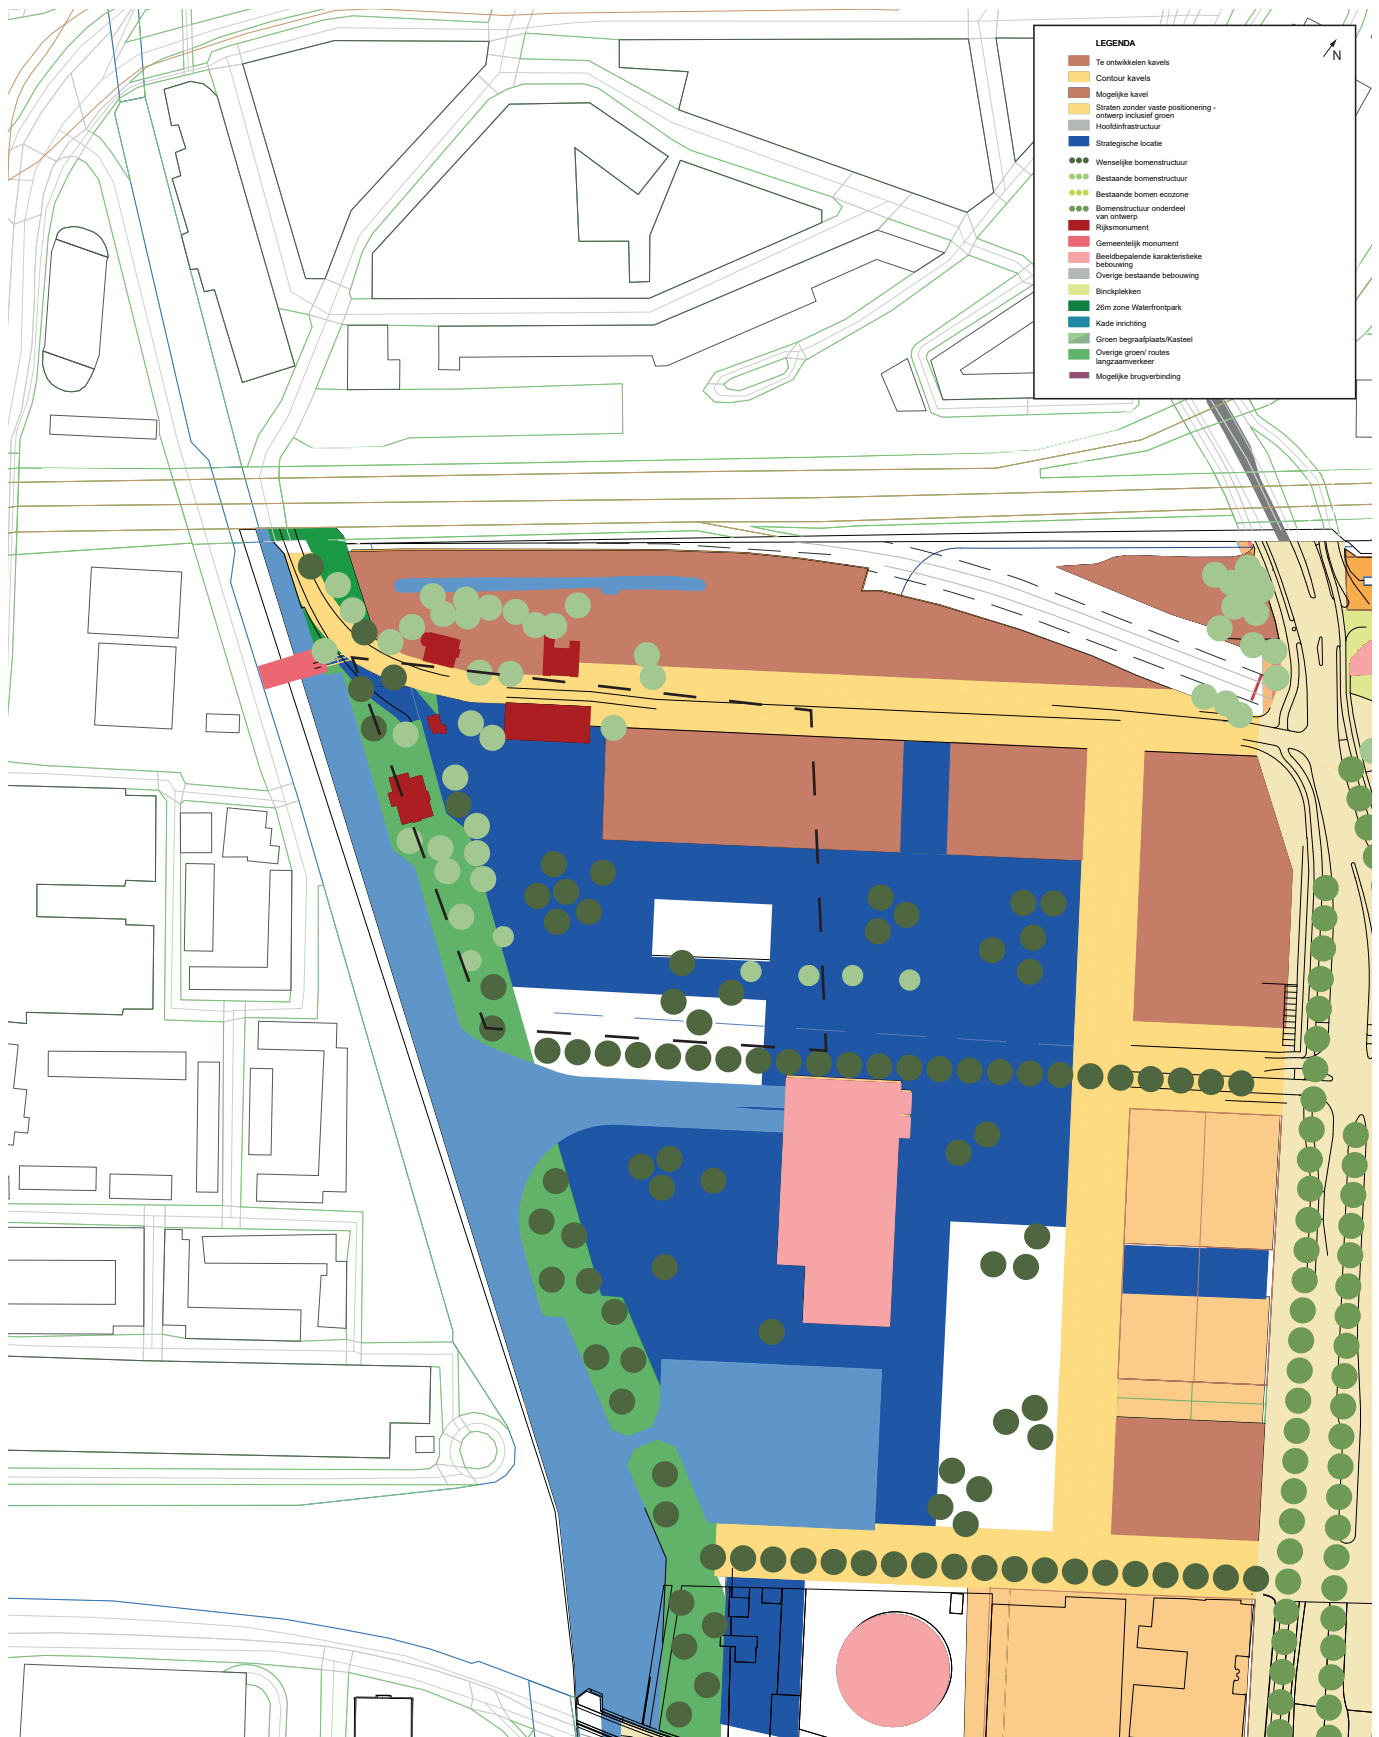 LEGENDA
N
Te ontwikkelen kavels
Contour kavels
Mogelijke kavel
Straten zonder vaste positionering -
ontwerp inclusief groen
Hoofdinfrastructuur
Strategische locatie
Wenselijke bomenstructuur
Bestaande bomenstructuur
Bestaande bomen ecozone
Bomenstructuur onderdeel
van ontwerp
Rijksmonument
Gemeentelijk monument
Beeldbepalende karakteristieke
bebouwing
Overige bestaande bebouwing
Binckplekken
26m zone Waterfrontpark
Kade inrichting
Groen begraafplaats/Kasteel
Overige groen/ routes
langzaamverkeer
Mogelijke brugverbinding